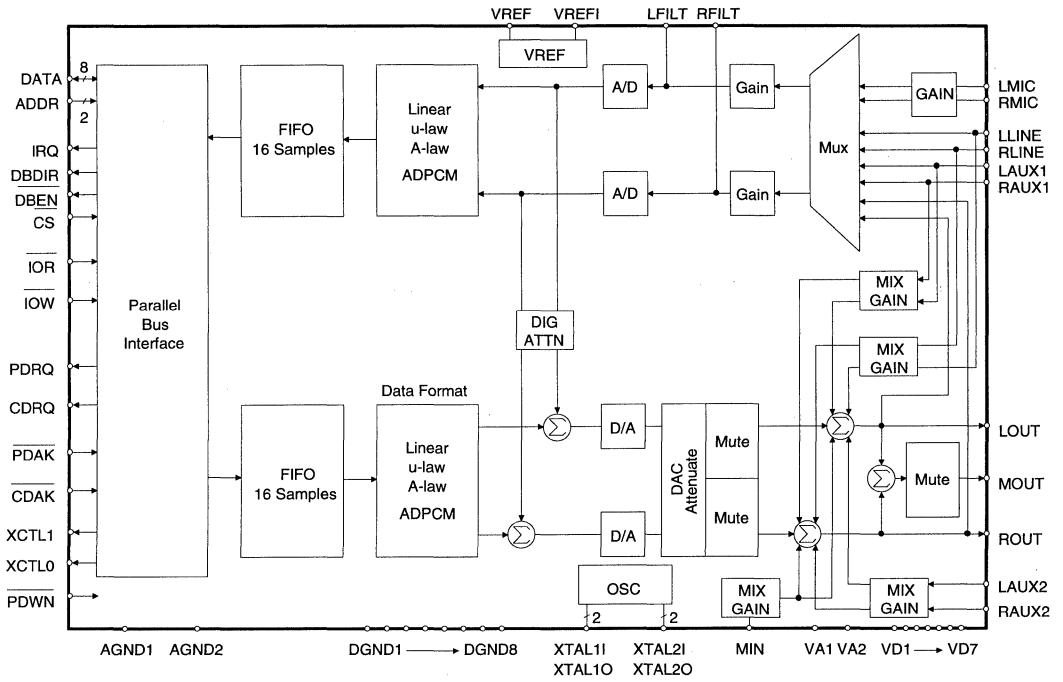 VREF VREFI LFILT RFILT
VREF
DATA
8
ADDR
2
IRQ
DBDIR
DBEN
CS
IOR
IOW
PDRQ
CDRQ
PDAK
CDAK
XCTL1
XCTL0
PDWN
Parallel
Bus
Interface
FIFO
16 Samples
Linear
u-law
A-law
ADPCM
A/D
Gain
A/D
Gain
Mux
GAIN
LMIC
RMIC
LLINE
RLINE
LAUX1
RAUX1
MIX
GAIN
MIX
GAIN
DIG
ATTN
Data Format
FIFO
16 Samples
Linear
u-law
A-law
ADPCM
Σ
Σ
D/A
D/A
DAC
Attenuate
Mute
Mute
Σ
Σ
Σ
Mute
LOUT
MOUT
ROUT
LAUX2
RAUX2
OSC
2
2
MIX
GAIN
MIX
GAIN
AGND1 AGND2 DGND1 DGND8 XTAL1I XTAL2I MIN VA1 VA2 VD1 VD7
XTAL1O XTAL2O